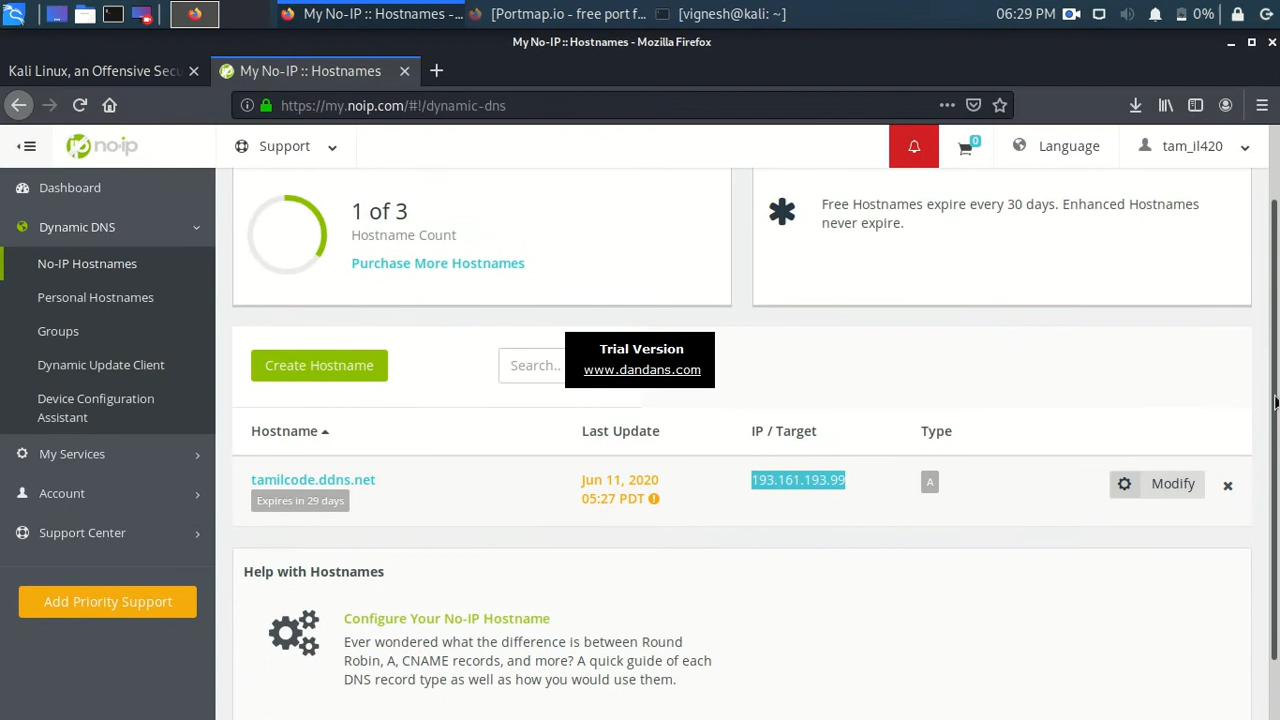 My No-IP :: Hostnames -...
[Portmap.io - free port f...
[vignesh@kali: ~]
06:29 PM
0%
My No-IP :: Hostnames - Mozilla Firefox
Kali Linux, an Offensive Secu
My No-IP :: Hostnames
https://my.noip.com/#!/dynamic-dns
no-ip
Support
0
Language
tam_il420
Dashboard
Dynamic DNS
No-IP Hostnames
Personal Hostnames
Groups
Dynamic Update Client
Device Configuration
Assistant
My Services
Account
Support Center
Add Priority Support
1 of 3
Hostname Count
Purchase More Hostnames
Free Hostnames expire every 30 days. Enhanced Hostnames
never expire.
Create Hostname
Search..
Trial Version
www.dandans.com
Hostname
Last Update
IP / Target
Type
tamilcode.ddns.net
Expires in 29 days
Jun 11, 2020
05:27 PDT
193.161.193.99
A
Modify
Help with Hostnames
Configure Your No-IP Hostname
Ever wondered what the difference is between Round
Robin, A, CNAME records, and more? A quick guide of each
DNS record type as well as how you would use them.